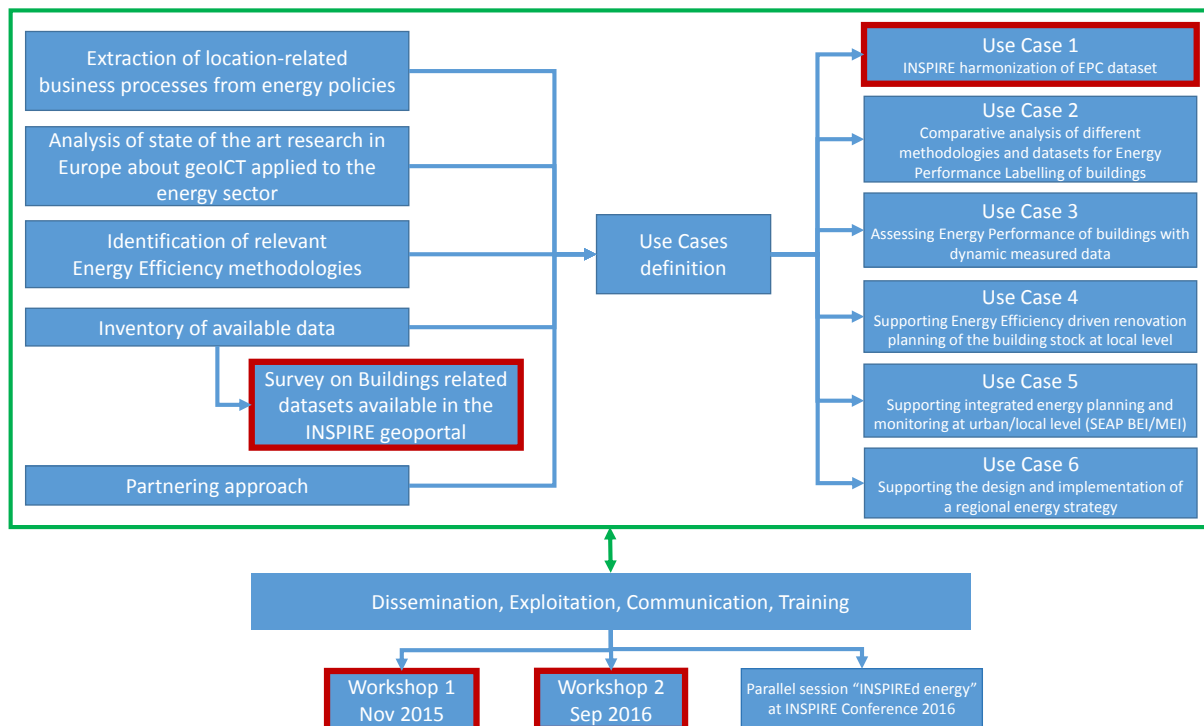 Extraction of location-related
business processes from energy policies
Analysis of state of the art research in
Europe about geoICT applied to the
energy sector
Identification of relevant
Energy Efficiency methodologies
Inventory of available data
Survey on Buildings related
datasets available in the
INSPIRE geoportal
Partnering approach
Use Cases
definition
Use Case 1
INSPIRE harmonization of EPC dataset
Use Case 2
Comparative analysis of different
methodologies and datasets for Energy
Performance Labelling of buildings
Use Case 3
Assessing Energy Performance of buildings with
dynamic measured data
Use Case 4
Supporting Energy Efficiency driven renovation
planning of the building stock at local level
Use Case 5
Supporting integrated energy planning and
monitoring at urban/local level (SEAP BEI/MEI)
Use Case 6
Supporting the design and implementation of
a regional energy strategy
Dissemination, Exploitation, Communication, Training
Workshop 1
Nov 2015
Workshop 2
Sep 2016
Parallel session “INSPIREd energy”
at INSPIRE Conference 2016